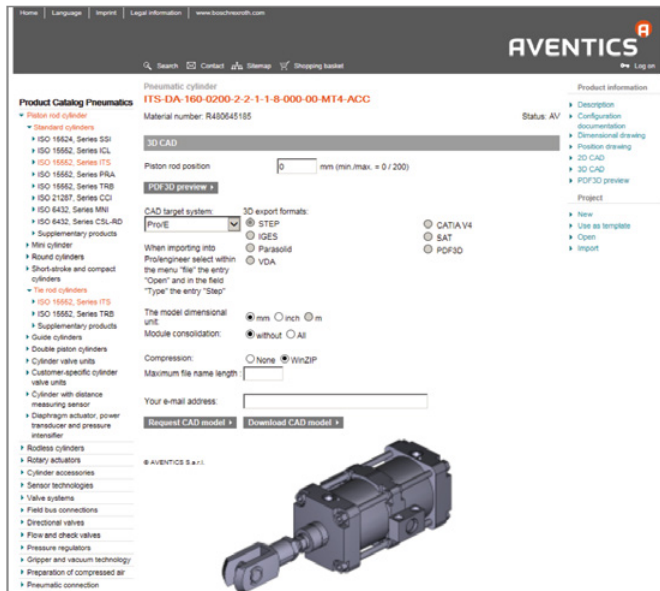 Home | Language | Imprint | Legal information | www.boschrexroth.com
AVENTICS
Search Contact Sitemap Shopping basket
Log on
Product Catalog Pneumatics
Piston rod cylinder
Standard cylinders
ISO 15524, Series SSI
ISO 15552, Series ICL
ISO 15552, Series ITS
ISO 15552, Series PRA
ISO 15552, Series TRB
ISO 21287, Series CCI
ISO 6432, Series MNI
ISO 6432, Series CSL-RD
Supplementary products
Mini cylinder
Round cylinders
Short-stroke and compact
cylinders
Tie rod cylinders
ISO 15552, Series ITS
ISO 15552, Series TRB
Supplementary products
Guide cylinders
Double piston cylinders
Cylinder valve units
Customer-specific cylinder
valve units
Cylinder with distance
measuring sensor
Diaphragm actuator, power
transducer and pressure
intensifier
Rodless cylinders
Rotary actuators
Cylinder accessories
Sensor technologies
Valve systems
Field bus connections
Directional valves
Flow and check valves
Pressure regulators
Gripper and vacuum technology
Preparation of compressed air
Pneumatic connection
Pneumatic cylinder
ITS-DA-160-0200-2-2-1-1-8-000-00-MT4-ACC
Material number: R480645185 Status: AV
3D CAD
Piston rod position 0 mm (min./max. = 0 / 200)
PDF3D preview
CAD target system: 3D export formats:
Pro/E STEP CATIA V4
IGES SAT
When importing into Parasolid PDF3D
Pro/engineer select within VDA
the menu "file" the entry
"Open" and in the field
"Type" the entry "Step"
The model dimensional
unit: mm inch m
Module consolidation: without All
Compression: None WinZIP
Maximum file name length :
Your e-mail address:
Request CAD model Download CAD model
© AVENTICS S.a.r.l.
Product information
Description
Configuration
documentation
Dimensional drawing
Position drawing
2D CAD
3D CAD
PDF3D preview
Project
New
Use as template
Open
Import